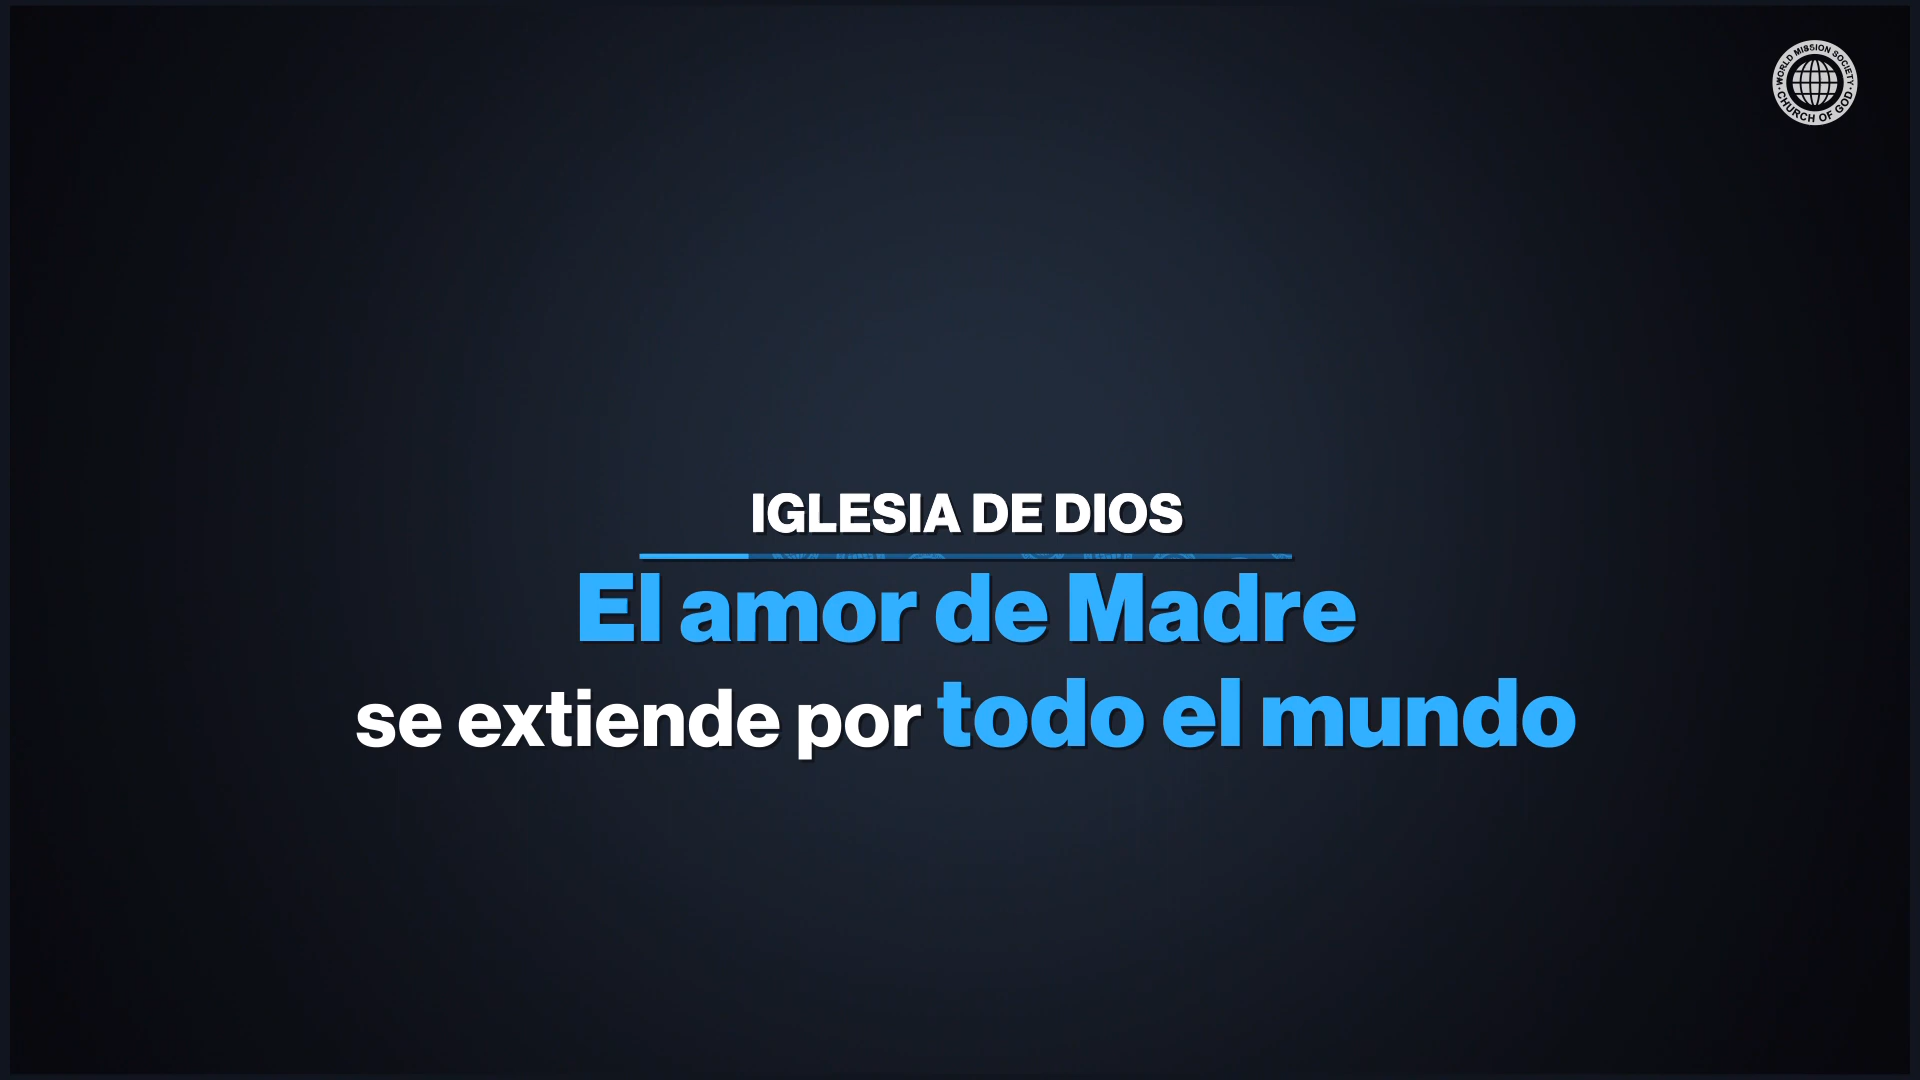 WORLD MISSION SOCIETY
CHURCH OF GOD
IGLESIA DE DIOS
El amor de Madre
se extiende por todo el mundo